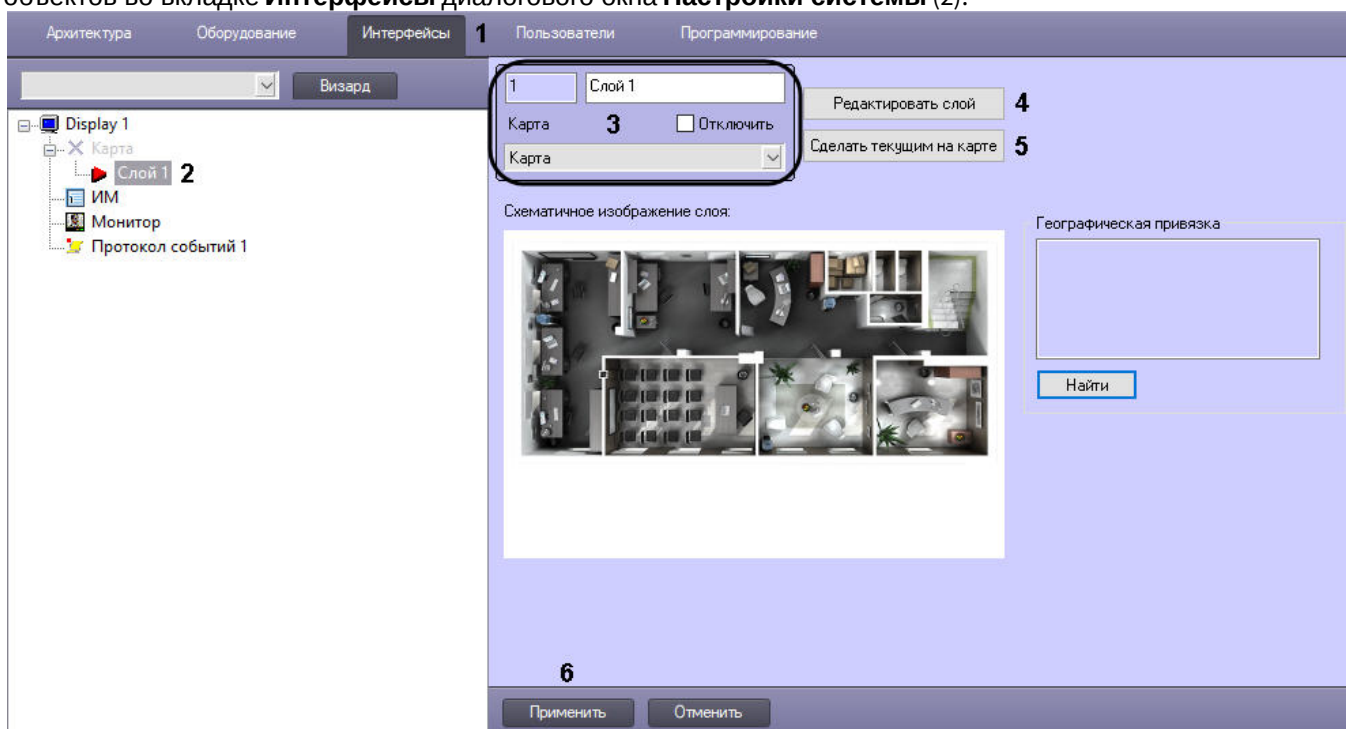 объектов во вкладке Интерфейсы диалогового окна Настройки системы (2).
Архитектура Оборудование Интерфейсы 1 Пользователи Программирование
Визард
1 Слой 1
Редактировать слой 4
Display 1
Карта 3 Отключить
Карта
Сделать текущим на карте 5
Слой 1 2
Карта
ИМ
Монитор
Схематичное изображение слоя:
Географическая привязка
Протокол событий 1
Найти
6
Применить Отменить